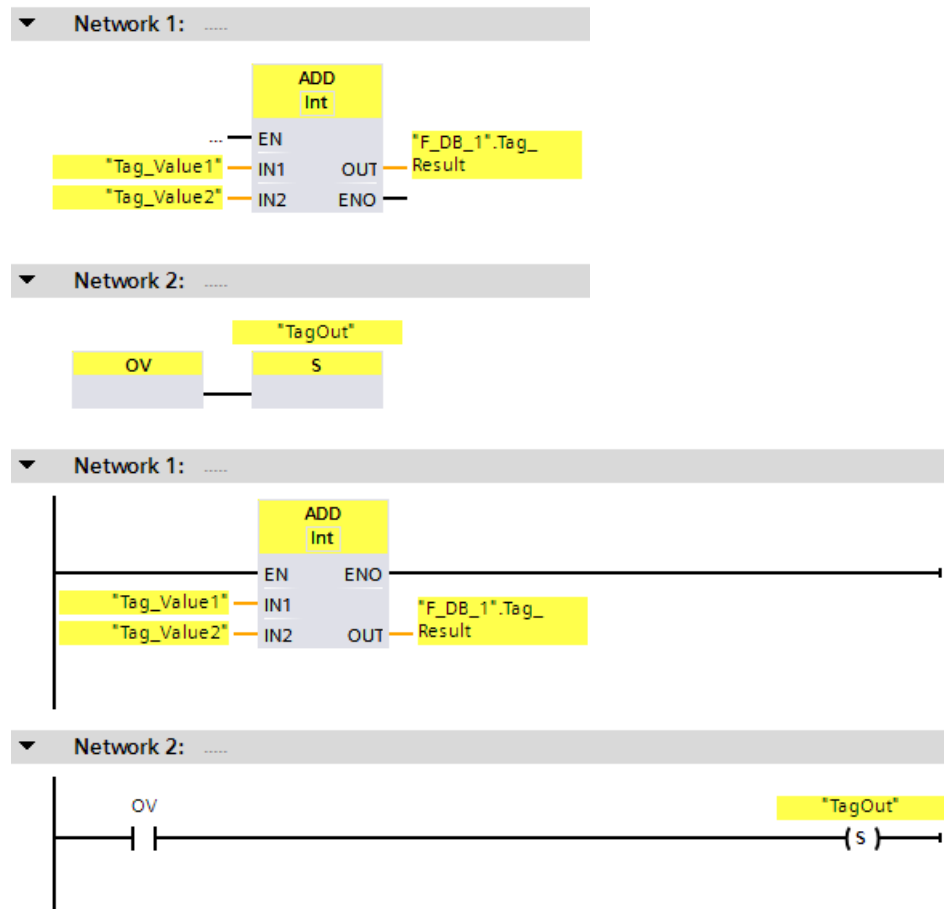 Network 1: .....
ADD
Int
... EN
"Tag_Value1" IN1 OUT "F_DB_1".Tag_
Result
"Tag_Value2" IN2 ENO
Network 2: .....
"TagOut"
OV S
Network 1: .....
ADD
Int
EN ENO
"Tag_Value1" IN1 "F_DB_1".Tag_
"Tag_Value2" IN2 OUT Result
Network 2: .....
OV "TagOut"
S